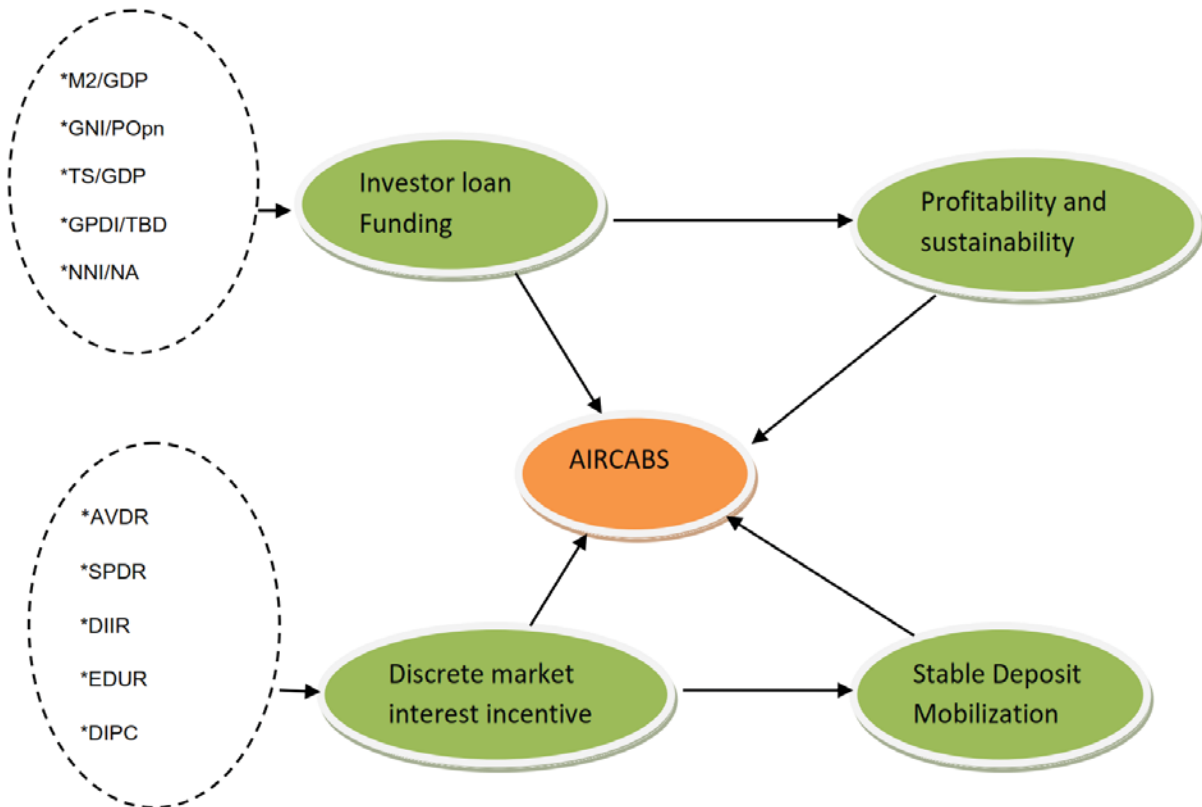 *M2/GDP
*GNI/POpn
*TS/GDP
*GPDI/TBD
*NNI/NA
Investor loan
Funding
Profitability and
sustainability
AIRCABS
*AVDR
*SPDR
*DIIR
*EDUR
*DIPC
Discrete market
interest incentive
Stable Deposit
Mobilization